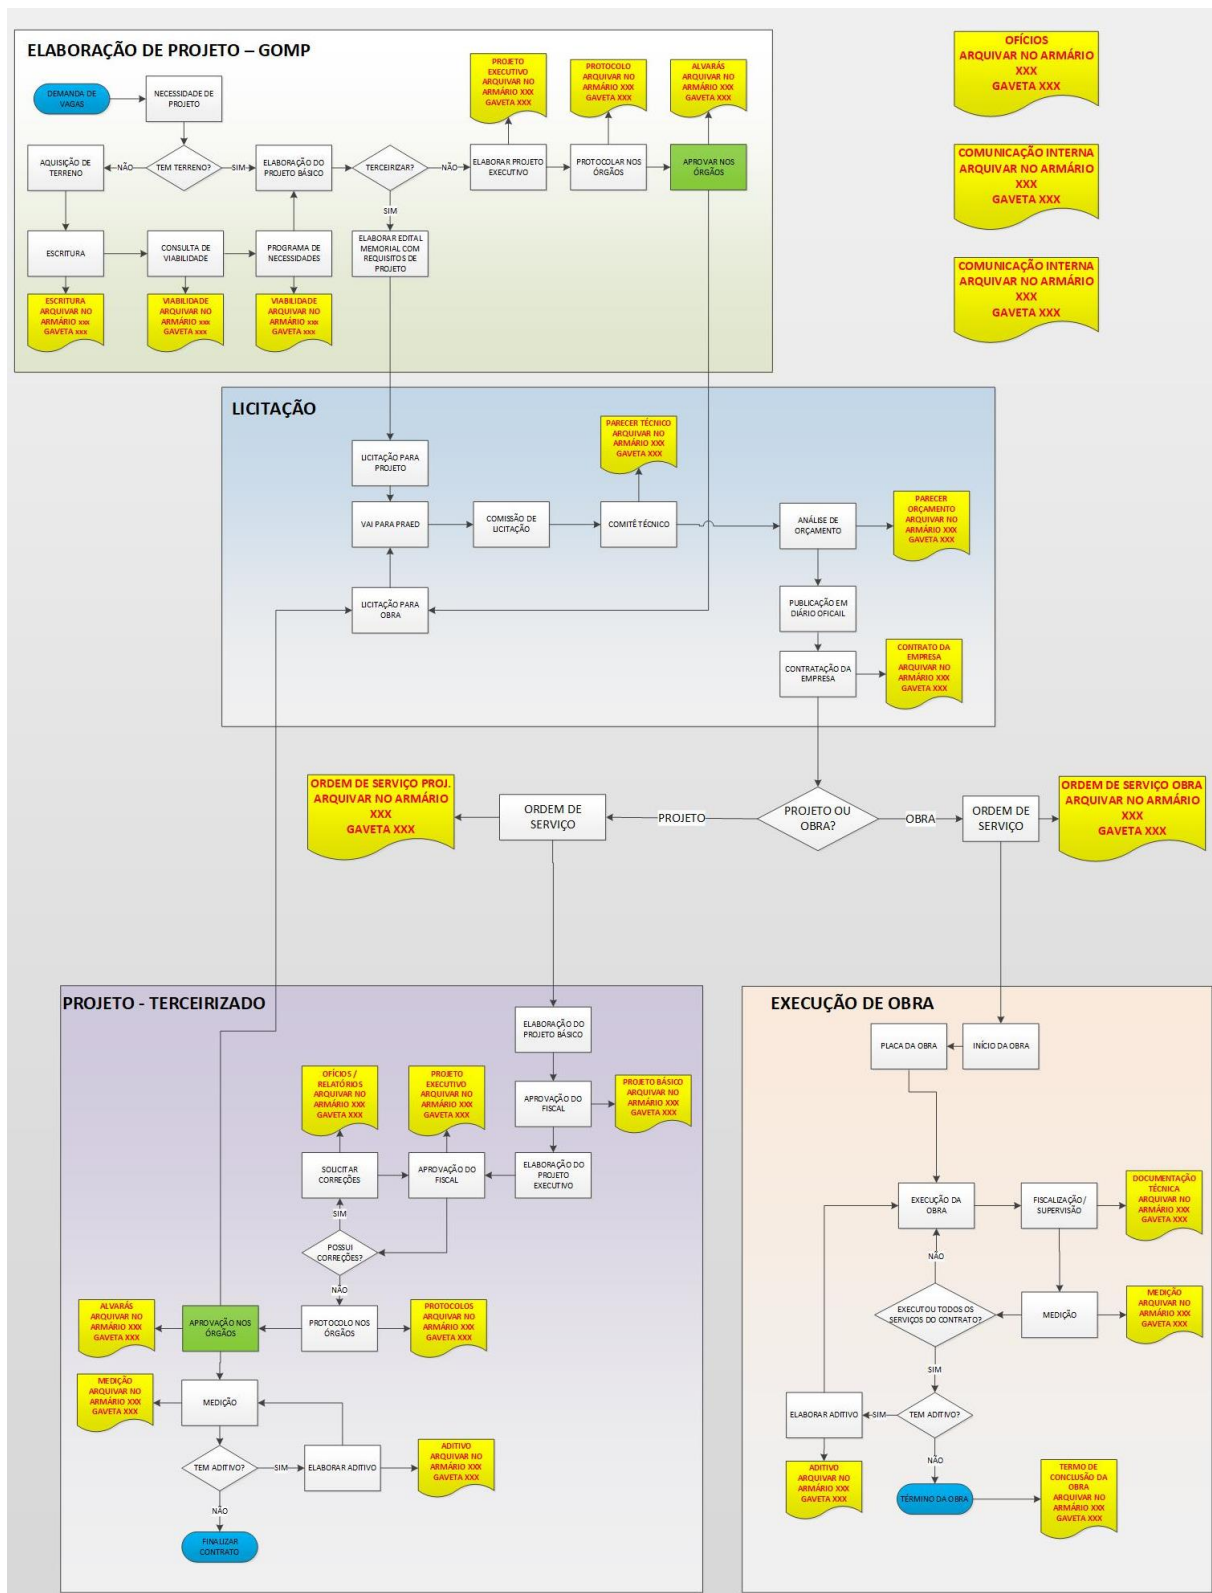 ELABORAÇÃO DE PROJETO – GOMP
DEMANDA DE
VAGAS
NECESSIDADE DE
PROJETO
PROJETO
EXECUTIVO
ARQUIVAR NO
ARMÁRIO XXX
GAVETA XXX
PROTOCOLO
ARQUIVAR NO
ARMÁRIO XXX
GAVETA XXX
ALVARÁS
ARQUIVAR NO
ARMÁRIO XXX
GAVETA XXX
OFÍCIOS
ARQUIVAR NO ARMÁRIO
XXX
GAVETA XXX
COMUNICAÇÃO INTERNA
ARQUIVAR NO ARMÁRIO
XXX
GAVETA XXX
COMUNICAÇÃO INTERNA
ARQUIVAR NO ARMÁRIO
XXX
GAVETA XXX
AQUISIÇÃO DE
TERRENO
NÃO
TEM TERRENO?
SIM
ELABORAÇÃO DO
PROJETO BÁSICO
TERCEIRIZAR?
NÃO
ELABORAR PROJETO
EXECUTIVO
PROTOCOLAR NOS
ÓRGÃOS
APROVAR NOS
ÓRGÃOS
SIM
ESCRITURA
CONSULTA DE
VIABILIDADE
PROGRAMA DE
NECESSIDADES
ELABORAR EDITAL
MEMORIAL COM
REQUISITOS DE
PROJETO
ESCRITURA
ARQUIVAR NO
ARMÁRIO xxx
GAVETA xxx
VIABILIDADE
ARQUIVAR NO
ARMÁRIO xxx
GAVETA xxx
VIABILIDADE
ARQUIVAR NO
ARMÁRIO xxx
GAVETA xxx
LICITAÇÃO
LICITAÇÃO PARA
PROJETO
PARECER TÉCNICO
ARQUIVAR NO
ARMÁRIO XXX
GAVETA XXX
VAI PARA PRAED
COMISSÃO DE
LICITAÇÃO
COMITÊ TÉCNICO
ANÁLISE DE
ORÇAMENTO
PARECER
ORÇAMENTO
ARQUIVAR NO
ARMÁRIO XXX
GAVETA XXX
LICITAÇÃO PARA
OBRA
PUBLICAÇÃO EM
DIÁRIO OFICAIL
CONTRATAÇÃO DA
EMPRESA
CONTRATO DA
EMPRESA
ARQUIVAR NO
ARMÁRIO XXX
GAVETA XXX
ORDEM DE SERVIÇO PROJ.
ARQUIVAR NO ARMÁRIO
XXX
GAVETA XXX
ORDEM DE
SERVIÇO
PROJETO
PROJETO OU
OBRA?
OBRA
ORDEM DE
SERVIÇO
ORDEM DE SERVIÇO OBRA
ARQUIVAR NO ARMÁRIO
XXX
GAVETA XXX
PROJETO - TERCEIRIZADO
ELABORAÇÃO DO
PROJETO BÁSICO
OFÍCIOS /
RELATÓRIOS
ARQUIVAR NO
ARMÁRIO XXX
GAVETA XXX
PROJETO
EXECUTIVO
ARQUIVAR NO
ARMÁRIO XXX
GAVETA XXX
APROVAÇÃO DO
FISCAL
PROJETO BÁSICO
ARQUIVAR NO
ARMÁRIO XXX
GAVETA XXX
SOLICITAR
CORREÇÕES
APROVAÇÃO DO
FISCAL
ELABORAÇÃO DO
PROJETO
EXECUTIVO
SIM
POSSUI
CORREÇÕES?
NÃO
ALVARÁS
ARQUIVAR NO
ARMÁRIO XXX
GAVETA XXX
APROVAÇÃO NOS
ÓRGÃOS
PROTOCOLO NOS
ÓRGÃOS
PROTOCOLOS
ARQUIVAR NO
ARMÁRIO XXX
GAVETA XXX
MEDIÇÃO
ARQUIVAR NO
ARMÁRIO XXX
GAVETA XXX
MEDIÇÃO
TEM ADITIVO?
SIM
ELABORAR ADITIVO
ADITIVO
ARQUIVAR NO
ARMÁRIO XXX
GAVETA XXX
NÃO
FINALIZAR
CONTRATO
EXECUÇÃO DE OBRA
PLACA DA OBRA
INÍCIO DA OBRA
EXECUÇÃO DA
OBRA
FISCALIZAÇÃO/
SUPERVISÃO
DOCUMENTAÇÃO
TÉCNICA
ARQUIVAR NO
ARMÁRIO XXX
GAVETA XXX
NÃO
EXECUTOU TODOS OS
SERVIÇOS DO CONTRATO?
MEDIÇÃO
MEDIÇÃO
ARQUIVAR NO
ARMÁRIO XXX
GAVETA XXX
SIM
ELABORAR ADITIVO
SIM
TEM ADITIVO?
NÃO
ADITIVO
ARQUIVAR NO
ARMÁRIO XXX
GAVETA XXX
TÉRMINO DA OBRA
TERMO DE
CONCLUSÃO DA
OBRA
ARQUIVAR NO
ARMÁRIO XXX
GAVETA XXX